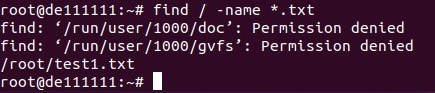 root@de111111:~# find / -name *.txt
find: ‘/run/user/1000/doc’: Permission denied
find: ‘/run/user/1000/gvfs’: Permission denied
/root/test1.txt
root@de111111:~#